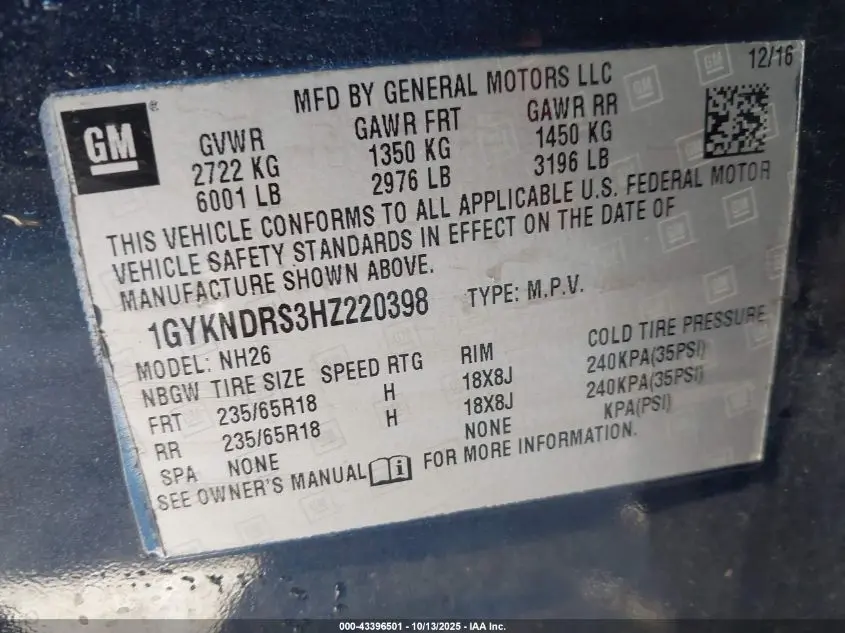 12/16
MFD BY GENERAL MOTORS LLC
GM ®
GVWR GAWR FRT GAWR RR
2722 KG 1350 KG 1450 KG
6001 LB 2976 LB 3196 LB
THIS VEHICLE CONFORMS TO ALL APPLICABLE U.S. FEDERAL MOTOR
VEHICLE SAFETY STANDARDS IN EFFECT ON THE DATE OF
MANUFACTURE SHOWN ABOVE.
1GYKNDRS3HZ220398 TYPE: M.P.V.
MODEL: NH26
NBGW TIRE SIZE SPEED RTG RIM COLD TIRE PRESSURE
FRT 235/65R18 H 18X8J 240KPA(35PSI)
RR 235/65R18 H 18X8J 240KPA(35PSI)
SPA NONE NONE KPA(PSI)
SEE OWNER'S MANUAL i FOR MORE INFORMATION.
000-43396501 - 10/13/2025 - IAA Inc.